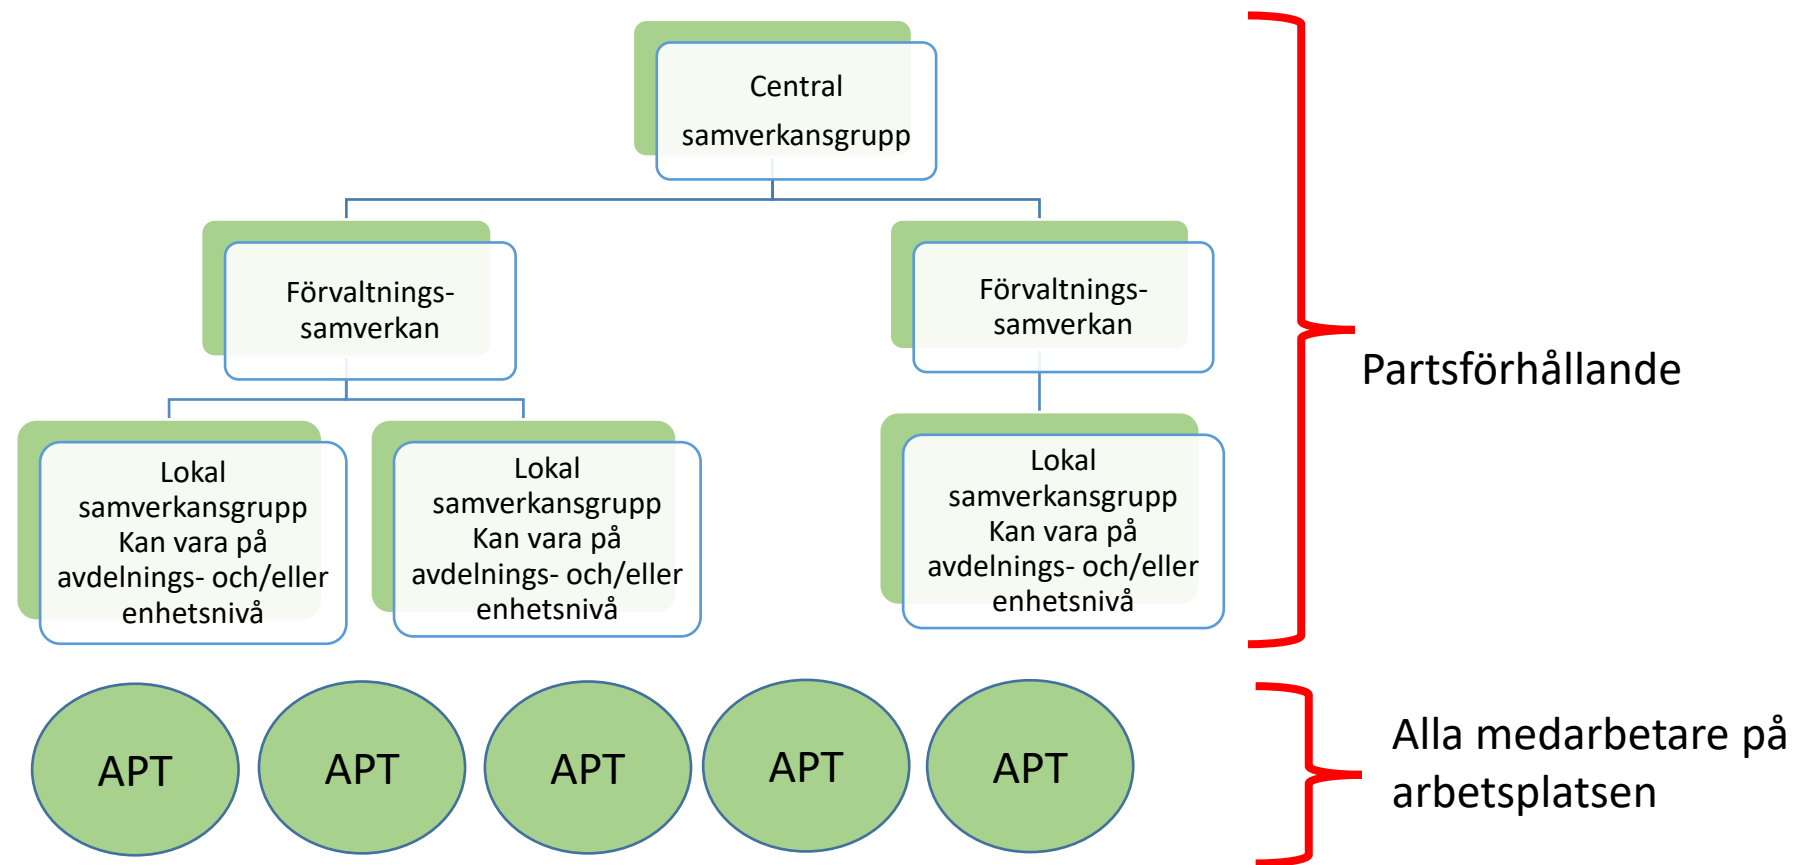 Central
samverkansgrupp
Förvaltnings-
samverkan
Förvaltnings-
samverkan
Partsförhållande
Lokal
samverkansgrupp
Kan vara på
avdelnings- och/eller
enhetsnivå
Lokal
samverkansgrupp
Kan vara på
avdelnings- och/eller
enhetsnivå
Lokal
samverkansgrupp
Kan vara på
avdelnings- och/eller
enhetsnivå
APT
APT
APT
APT
APT
Alla medarbetare på
arbetsplatsen